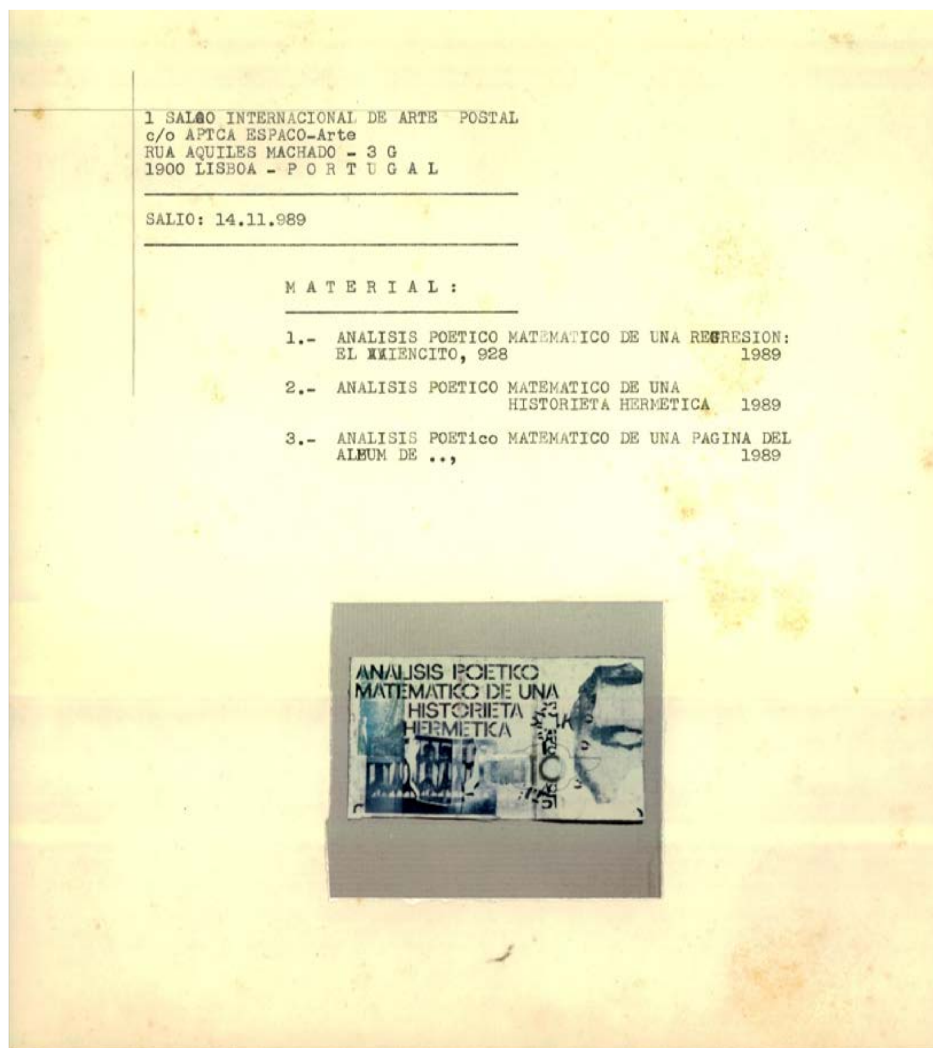 1 SALAO INTERNACIONAL DE ARTE POSTAL
c/o APTCA ESPACO-Arte
RUA AQUILES MACHADO - 3 G
1900 LISBOA - P O R T U G A L
SALIO: 14.11.989
M A T E R I A L :
1.- ANALISIS POETICO MATEMATICO DE UNA REGRESION:
EL , 928 1989
2.- ANALISIS POETICO MATEMATICO DE UNA
HISTORIETA HERMETICA 1989
3.- ANALISIS POET1co MATEMATICO DE UNA PAGINA DEL
ALBUM DE .., 1989
ANALISIS POETICO
MATEMATICO DE UNA
HISTORIETA
HERMETICA
10